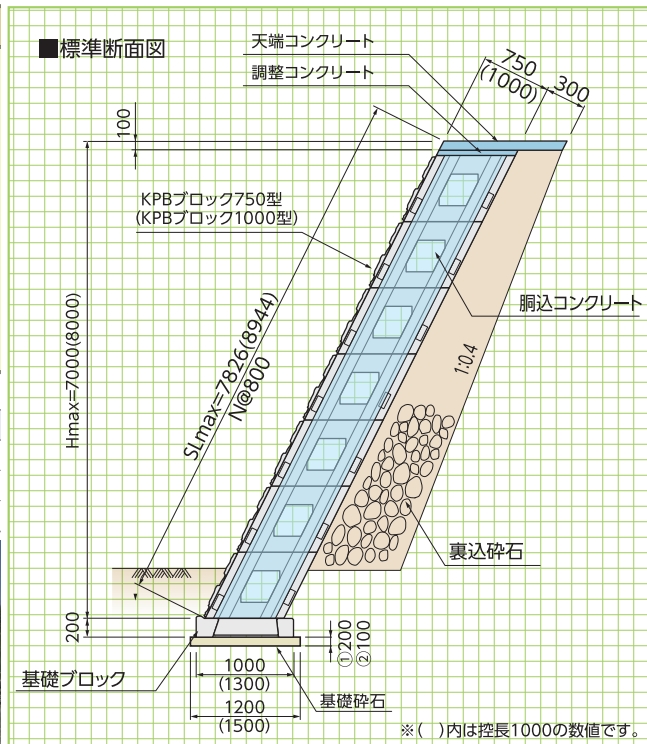 ■標準断面図
天端コンクリート
調整コンクリート
750
(1000)
300
100
KPBブロック750型
(KPBブロック1000型)
胴込コンクリート
Hmax=7000(8000)
SLmax=7826(8944)
N@800
1:0.4
裏込砕石
200
①200
②100
基礎ブロック
1000
(1300)
基礎砕石
1200
(1500)
※( )内は控長1000の数値です。